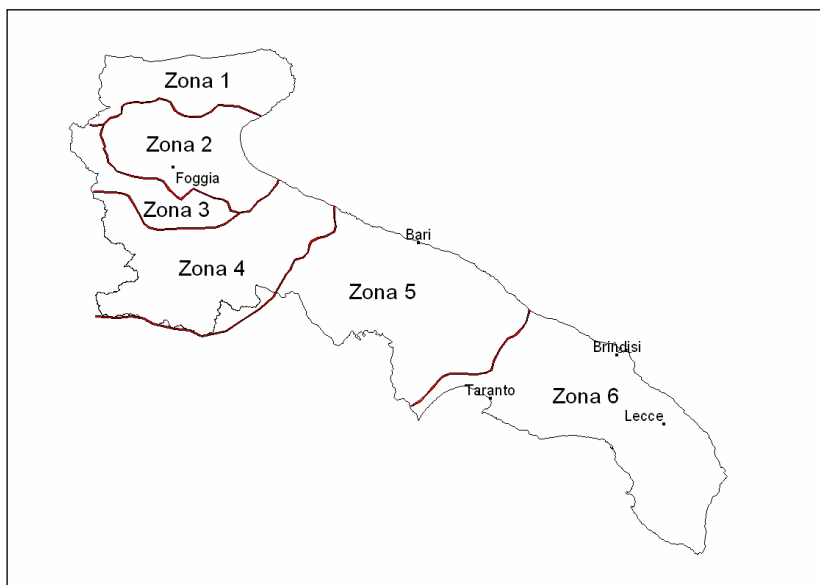 Zona 1
Zona 2
Foggia
Zona 3
Bari
Zona 4
Zona 5
Brindisi
Taranto
Zona 6
Lecce